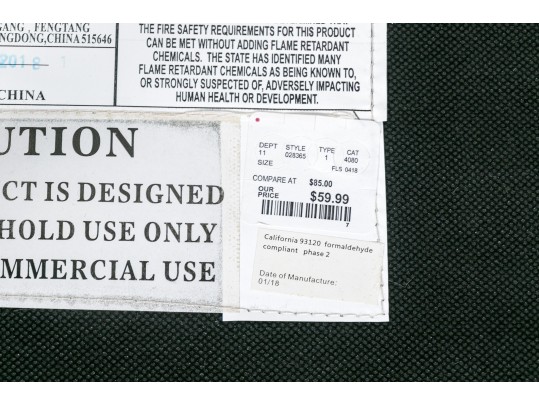 GANG, FENGTANG
NGDONG, CHINA 515646
2018
CHINA
THE FIRE SAFETY REQUIREMENTS FOR THIS PRODUCT
CAN BE MET WITHOUT ADDING FLAME RETARDANT
CHEMICALS. THE STATE HAS IDENTIFIED MANY
FLAME RETARDANT CHEMICALS AS BEING KNOWN TO,
OR STRONGLY SUSPECTED OF, ADVERSELY IMPACTING
HUMAN HEALTH OR DEVELOPMENT.
UTION
CT IS DESIGNED
HOLD USE ONLY
MMERCIAL USE
DEPT STYLE TYPE CAT
11 028365 1 4080
SIZE FLS 0418
COMPARE AT $85.00
OUR
PRICE $59.99
7
California 93120 formaldehyde
compliant phase 2
Date of Manufacture:
01/18